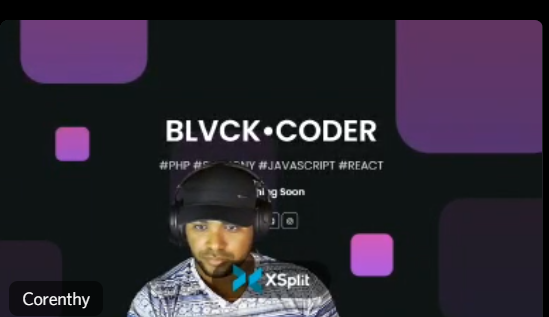 BLVCK•CODER
#PHP #JAVASCRIPT #REACT
Soon
XSplit
Corenthy